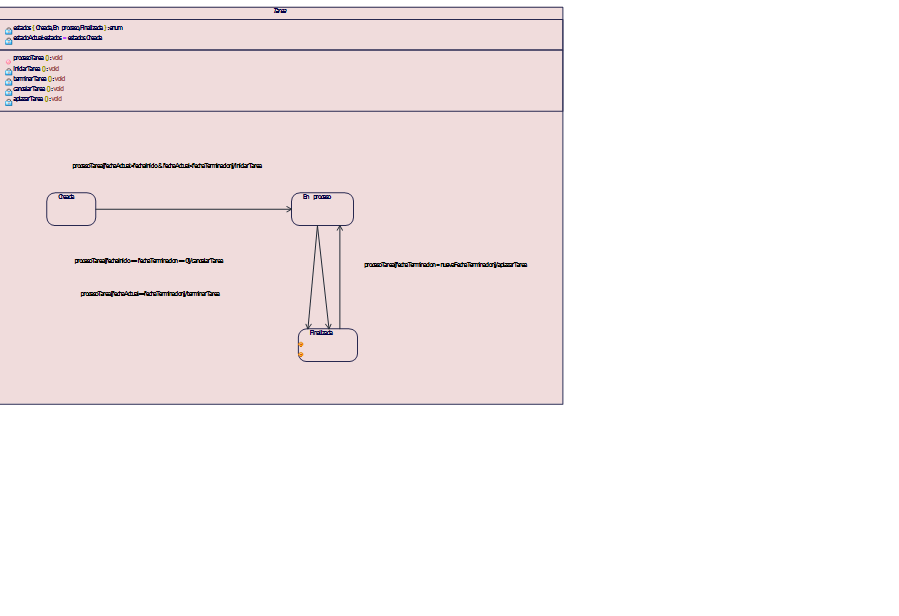 Tarea
estados { Creada, En proceso, Finalizada } : enum
estadoActual : estados = estados.Creada
procesoTarea () : void
iniciarTarea () : void
terminarTarea () : void
cancelarTarea () : void
aplazarTarea () : void
procesoTarea[fechaActual>fechaInicio & fechaActual<fechaTerminacion]/iniciarTarea
Creada
En proceso
procesoTarea[fechaInicio == fechaTerminacion == 0]/cancelarTarea
procesoTarea[fechaTerminacion = nuevaFechaTerminacion]/aplazarTarea
procesoTarea[fechaActual==fechaTerminacion]/terminarTarea
Finalizada